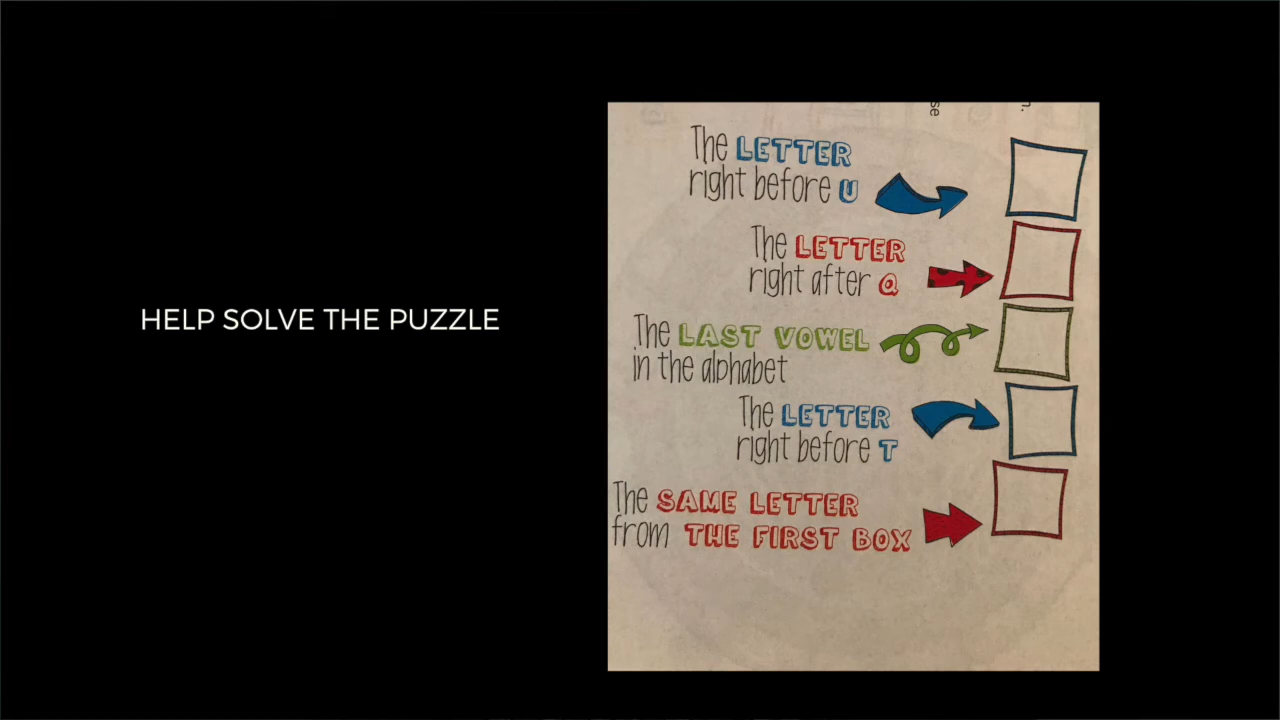 HELP SOLVE THE PUZZLE
se
n.
The LETTER
right before U
The LETTER
right after Q
The LAST VOWEL
in the alphabet
The LETTER
right before T
The SAME LETTER
from THE FIRST BOX